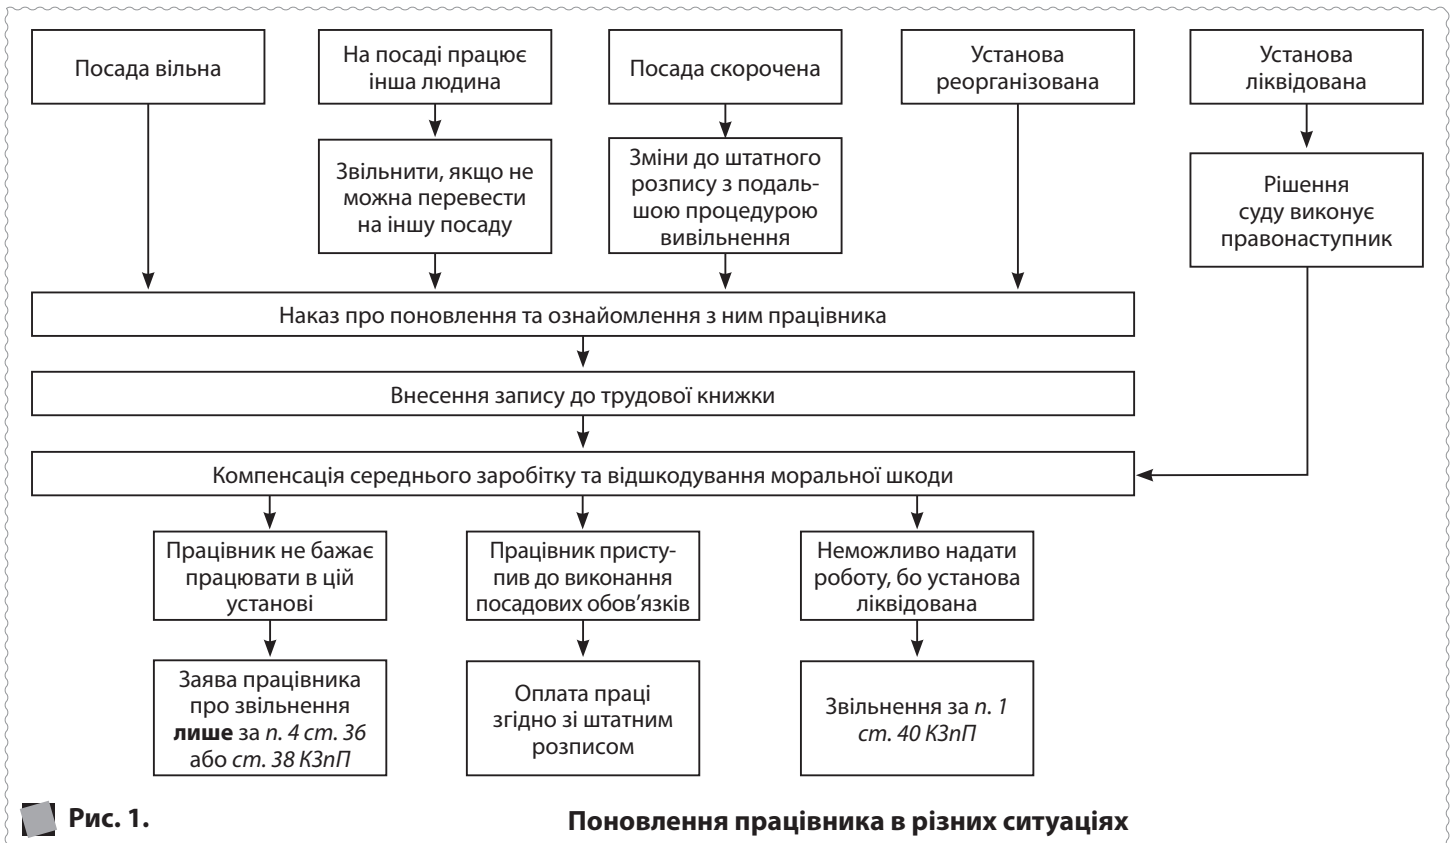 Посада вільна
На посаді працює
інша людина
Посада скорочена
Установа
реорганізована
Установа
ліквідована
Звільнити, якщо не
можна перевести
на іншу посаду
Зміни до штатного
розпису з подаль-
шою процедурою
вивільнення
Рішення
суду виконує
правонаступник
Наказ про поновлення та ознайомлення з ним працівника
Внесення запису до трудової книжки
Компенсація середнього заробітку та відшкодування моральної шкоди
Працівник не бажає
працювати в цій
установі
Працівник присту-
пив до виконання
посадових обов’язків
Неможливо надати
роботу, бо установа
ліквідована
Заява працівника
про звільнення
лише за п. 4 ст. 36
або ст. 38 КЗпП
Оплата праці
згідно зі штатним
розписом
Звільнення за п. 1
ст. 40 КЗпП
Рис. 1.
Поновлення працівника в різних ситуаціях